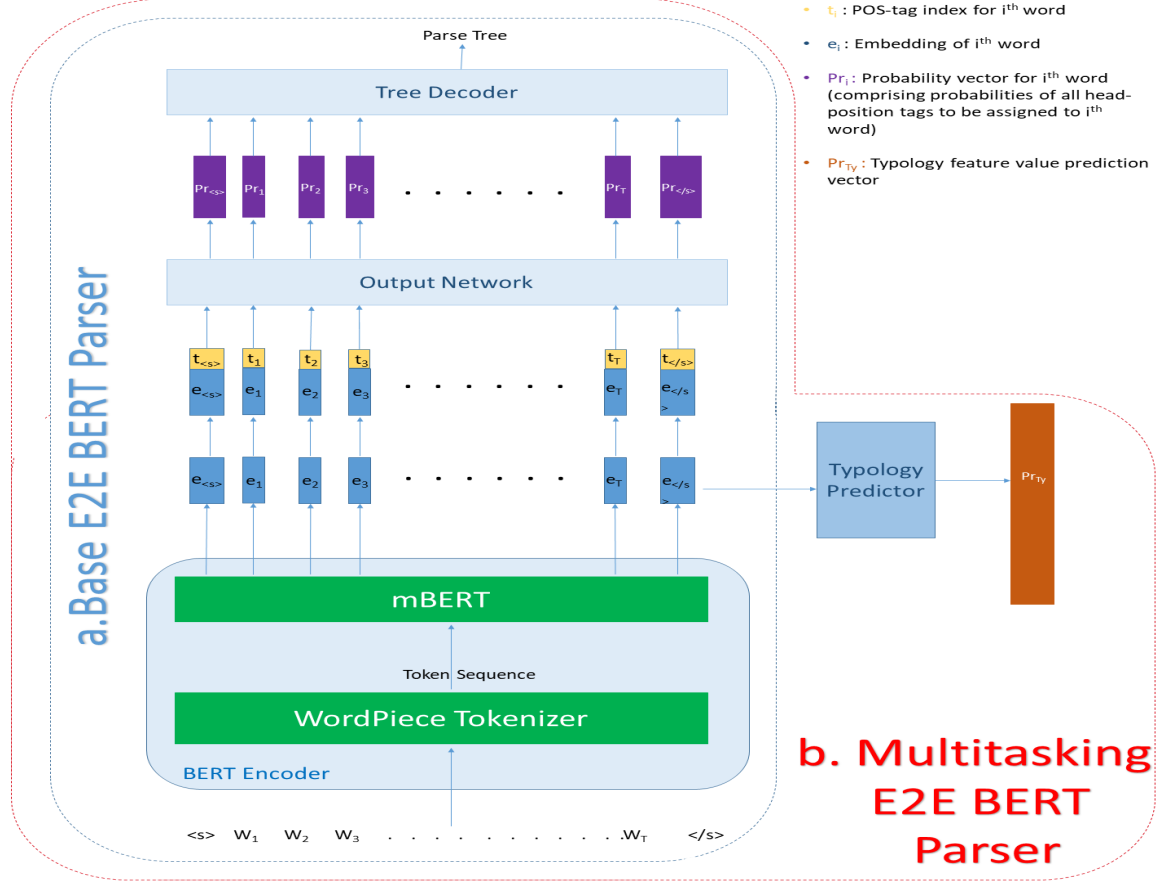 Parse Tree
Tree Decoder
Pr<s> Pr1 Pr2 Pr3 . . . . . . PrT Pr</s>
Output Network
t<s> t1 t2 t3 tT t</s>
e<s> e1 e2 e3 . . . . . . eT e</s>
e<s> e1 e2 e3 . . . . . . eT e</s>
mBERT
Token Sequence
WordPiece Tokenizer
BERT Encoder
<s> W1 W2 W3 . . . . . . . . . . . . . WT </s>
a.Base E2E BERT Parser
• ti : POS-tag index for ith word
• ei : Embedding of ith word
• Pri : Probability vector for ith word
(comprising probabilities of all head-
position tags to be assigned to ith
word)
• PrTy : Typology feature value prediction
vector
Typology
Predictor
PrTy
b. Multitasking
E2E BERT
Parser